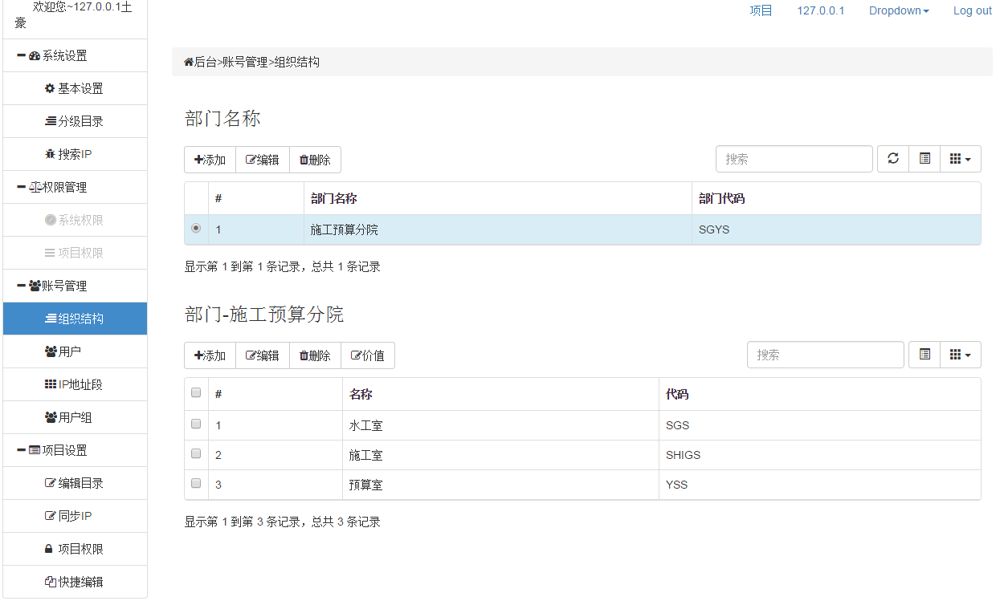 欢迎您~127.0.0.1土
豪
系统设置
基本设置
分级目录
搜索IP
权限管理
系统权限
项目权限
账号管理
组织结构
用户
IP地址段
用户组
项目设置
编辑目录
同步IP
项目权限
快捷编辑
项目 127.0.0.1 Dropdown Log out
后台>账号管理>组织结构
部门名称
添加 编辑 删除 搜索
# 部门名称 部门代码
1 施工预算分院 SGYS
显示第 1 到第 1 条记录，总共 1 条记录
部门-施工预算分院
添加 编辑 删除 价值 搜索
# 名称 代码
1 水工室 SGS
2 施工室 SHIGS
3 预算室 YSS
显示第 1 到第 3 条记录，总共 3 条记录